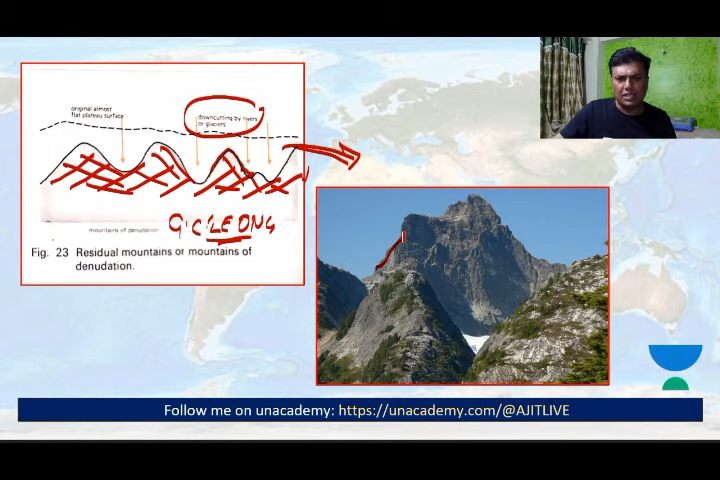 original almost
flat plateau surface
downcutting by rivers
or glaciers
mountains of denudation
G·C·LEONG
Fig. 23 Residual mountains or mountains of
denudation.
Follow me on unacademy: https://unacademy.com/@AJITLIVE